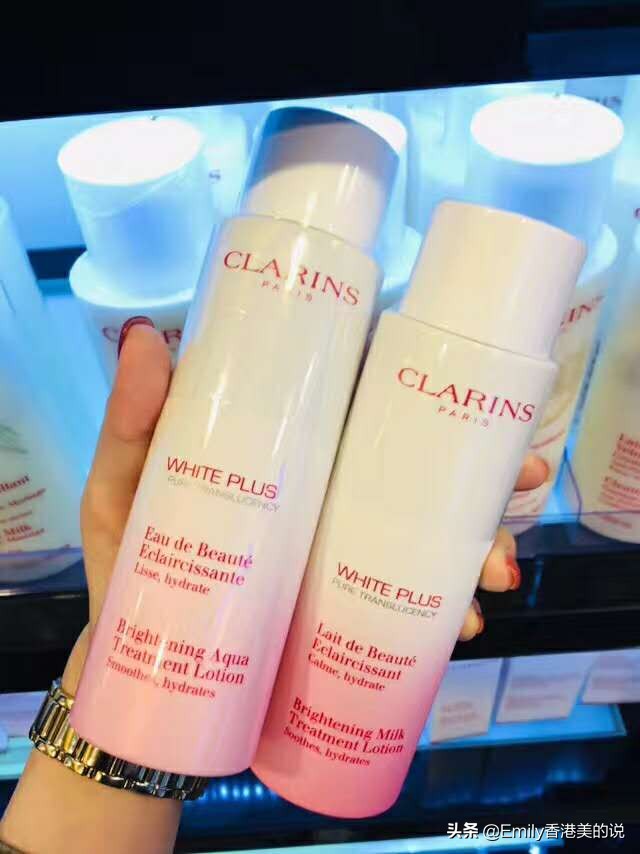 CLARINS
PARIS
WHITE PLUS
PURE TRANSLUCENCY
Eau de Beauté
Eclaircissante
Lisse, hydrate
Brightening Aqua
Treatment Lotion
Smoothes, hydrates
CLARINS
PARIS
WHITE PLUS
PURE TRANSLUCENCY
Lait de Beauté
Eclaircissant
Calme, hydrate
Brightening Milk
Treatment Lotion
Soothes, hydrates
CLARINS
Milk
头条 @Emily香港美的说